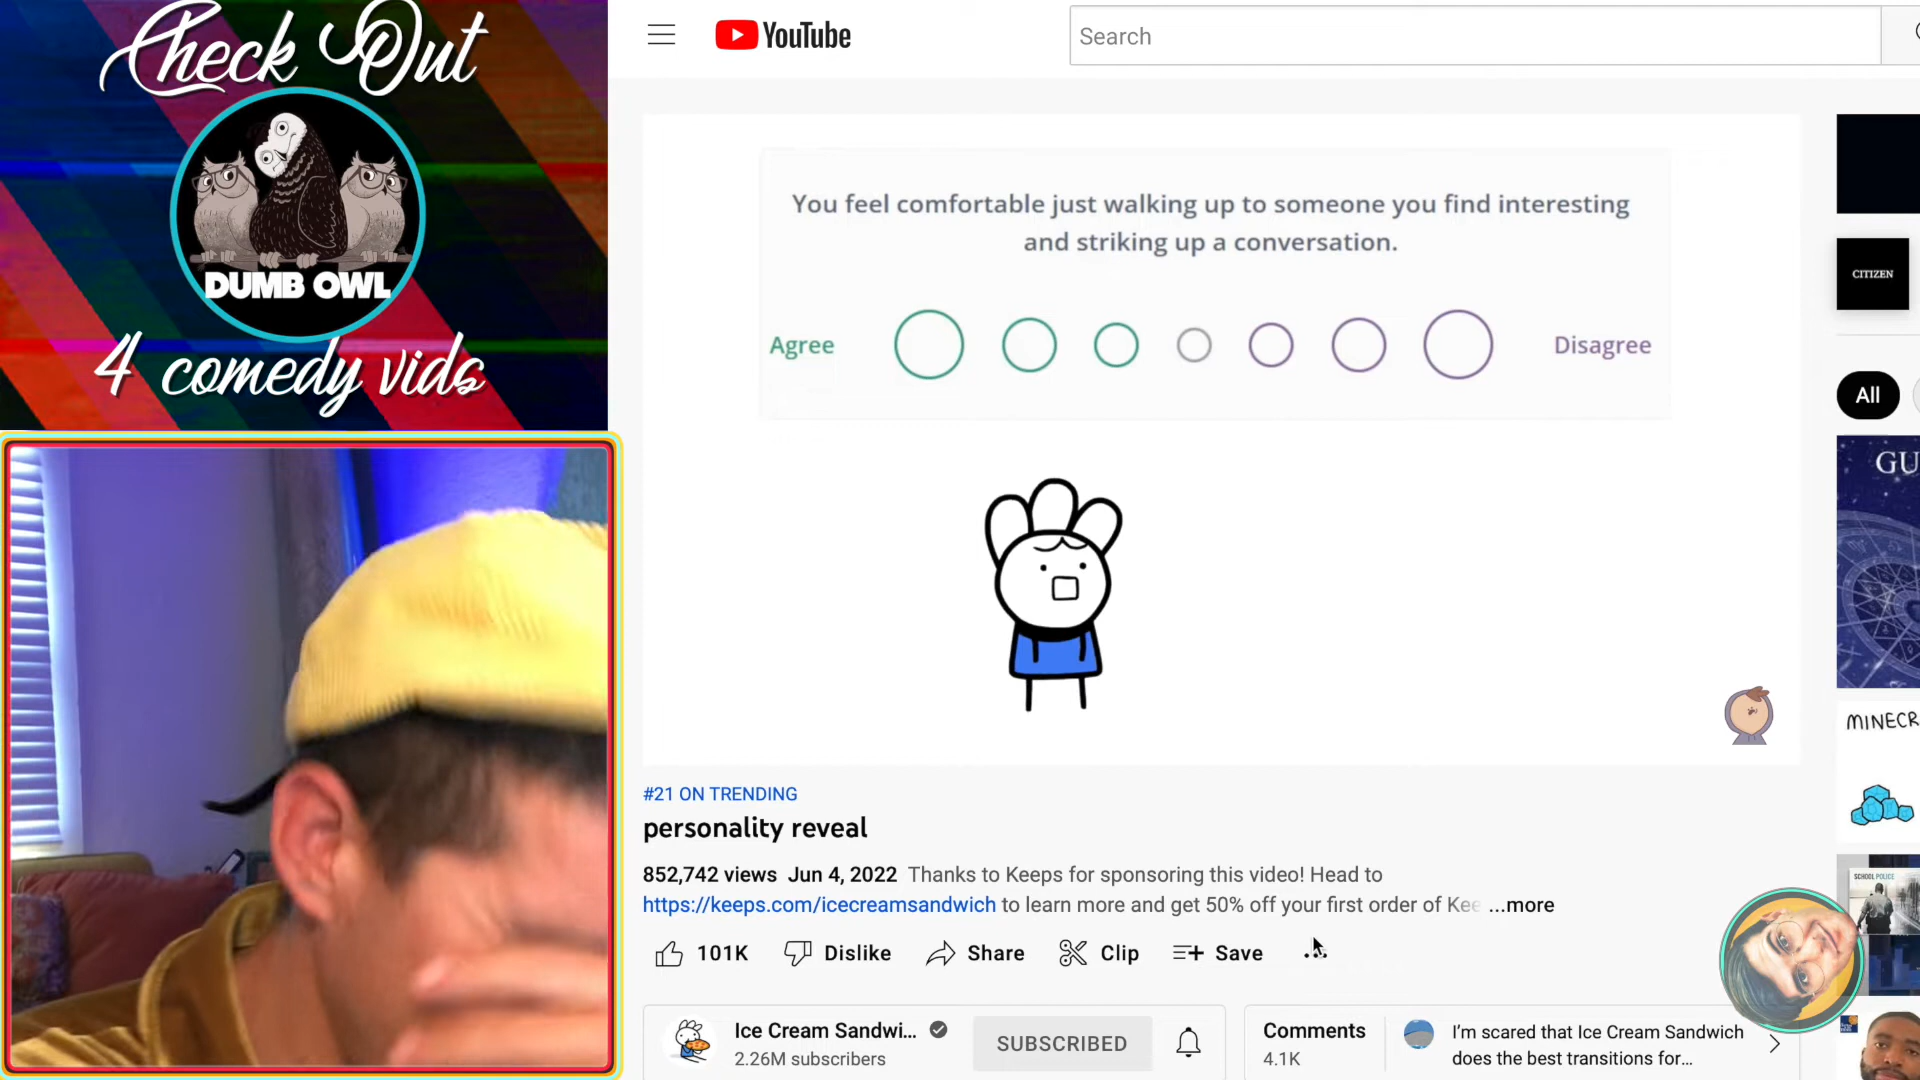 Check Out
DUMB OWL
4 comedy vids
YouTube
Search
You feel comfortable just walking up to someone you find interesting
and striking up a conversation.
Agree
Disagree
CITIZEN
All
GU
MINECR
SCHOOL POLICE
#21 ON TRENDING
personality reveal
852,742 views Jun 4, 2022 Thanks to Keeps for sponsoring this video! Head to
https://keeps.com/icecreamsandwich to learn more and get 50% off your first order of Kee ...more
101K
Dislike
Share
Clip
Save
Ice Cream Sandwi...
2.26M subscribers
SUBSCRIBED
Comments
4.1K
I'm scared that Ice Cream Sandwich
does the best transitions for...